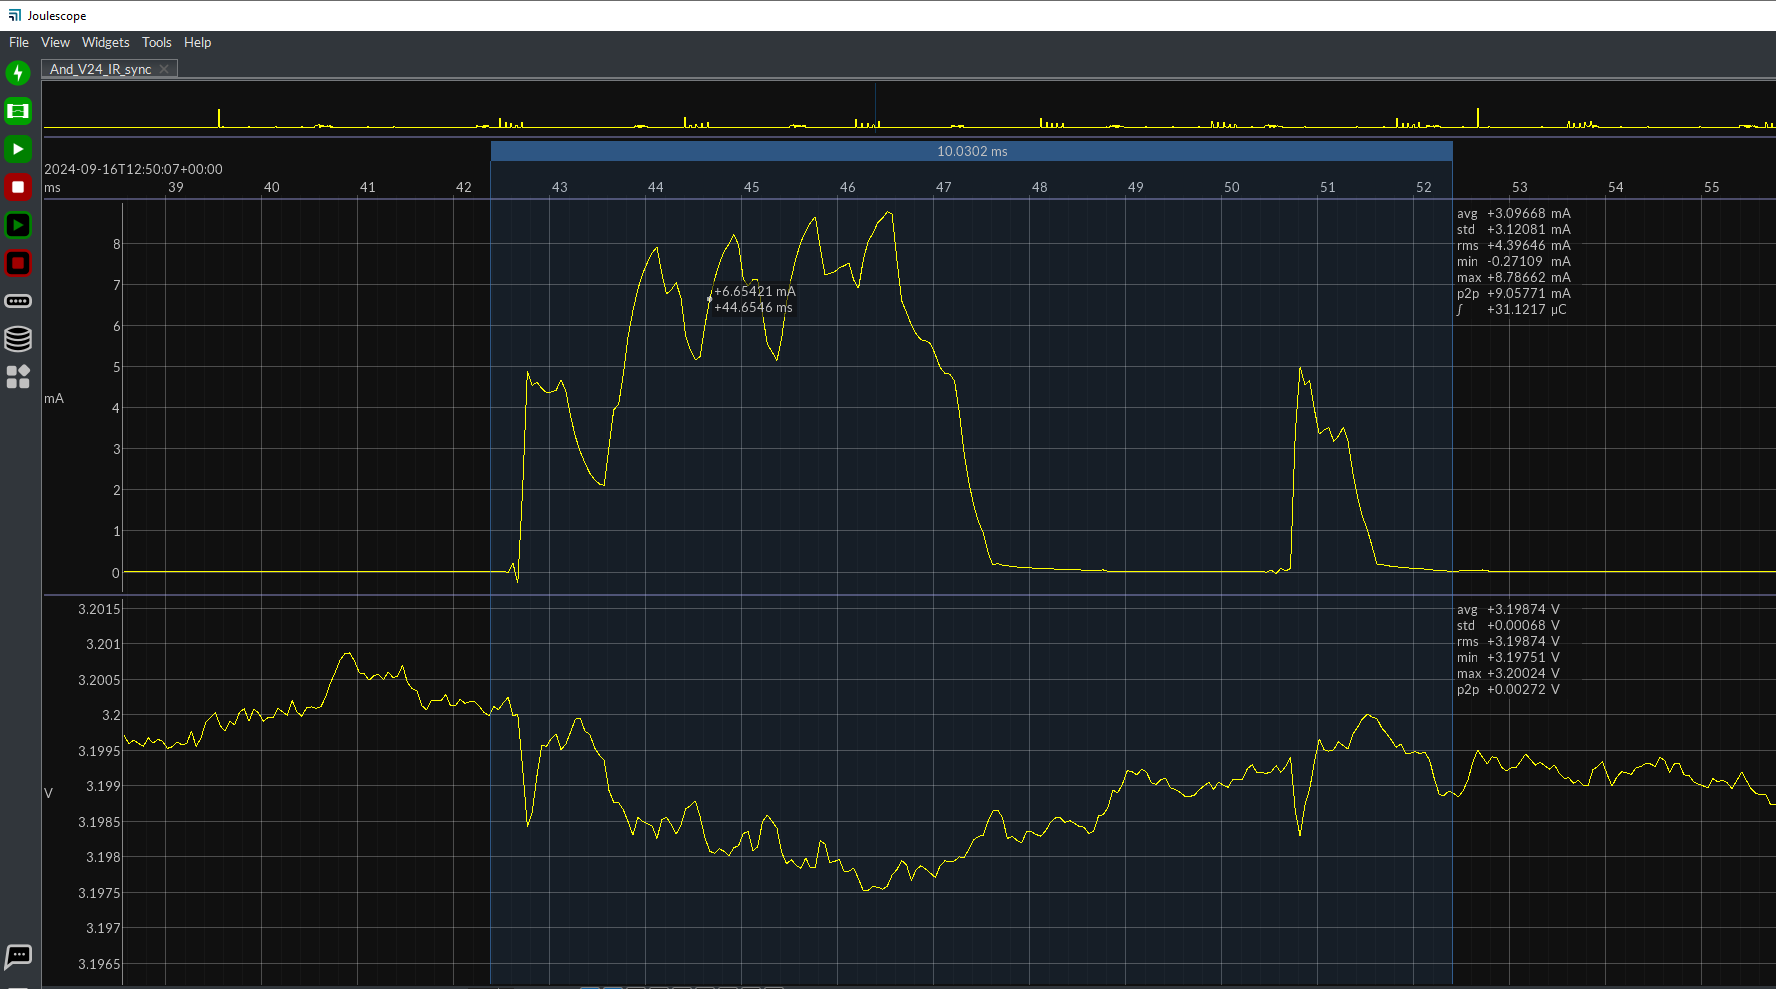 Joulescope
File View Widgets Tools Help
And_V24_IR_sync
10.0302 ms
2024-09-16T12:50:07+00:00
ms 39 40 41 42 43 44 45 46 47 48 49 50 51 52 53 54 55
avg +3.09668 mA
std +3.12081 mA
rms +4.39646 mA
min -0.27109 mA
max +8.78662 mA
p2p +9.05771 mA
∫ +31.1217 µC
8
7
6
5
4
3
2
1
0
mA
+6.65421 mA
+44.6546 ms
avg +3.19874 V
std +0.00068 V
rms +3.19874 V
min +3.19751 V
max +3.20024 V
p2p +0.00272 V
3.2015
3.201
3.2005
3.2
3.1995
3.199
3.1985
3.198
3.1975
3.197
3.1965
V